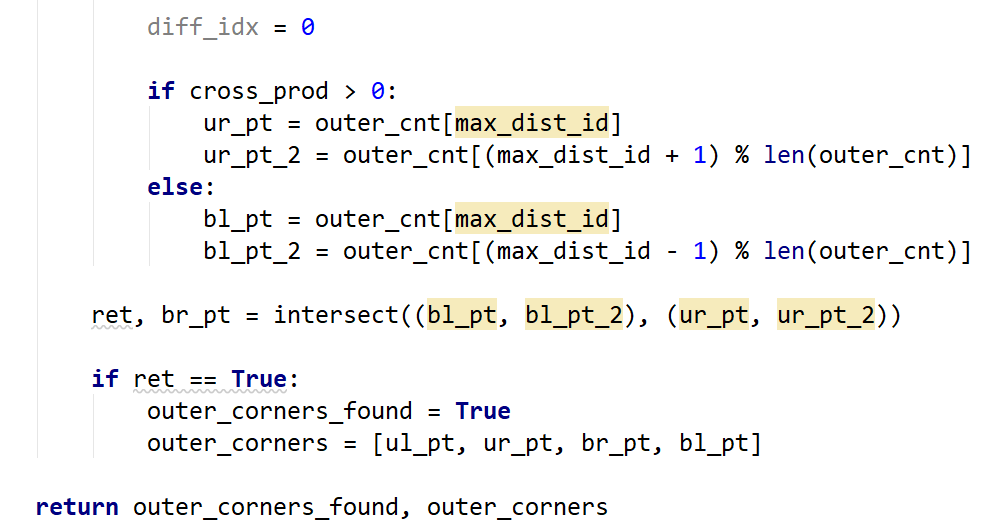 diff_idx = 0
if cross_prod > 0:
ur_pt = outer_cnt[max_dist_id]
ur_pt_2 = outer_cnt[(max_dist_id + 1) % len(outer_cnt)]
else:
bl_pt = outer_cnt[max_dist_id]
bl_pt_2 = outer_cnt[(max_dist_id - 1) % len(outer_cnt)]
ret, br_pt = intersect((bl_pt, bl_pt_2), (ur_pt, ur_pt_2))
if ret == True:
outer_corners_found = True
outer_corners = [ul_pt, ur_pt, br_pt, bl_pt]
return outer_corners_found, outer_corners